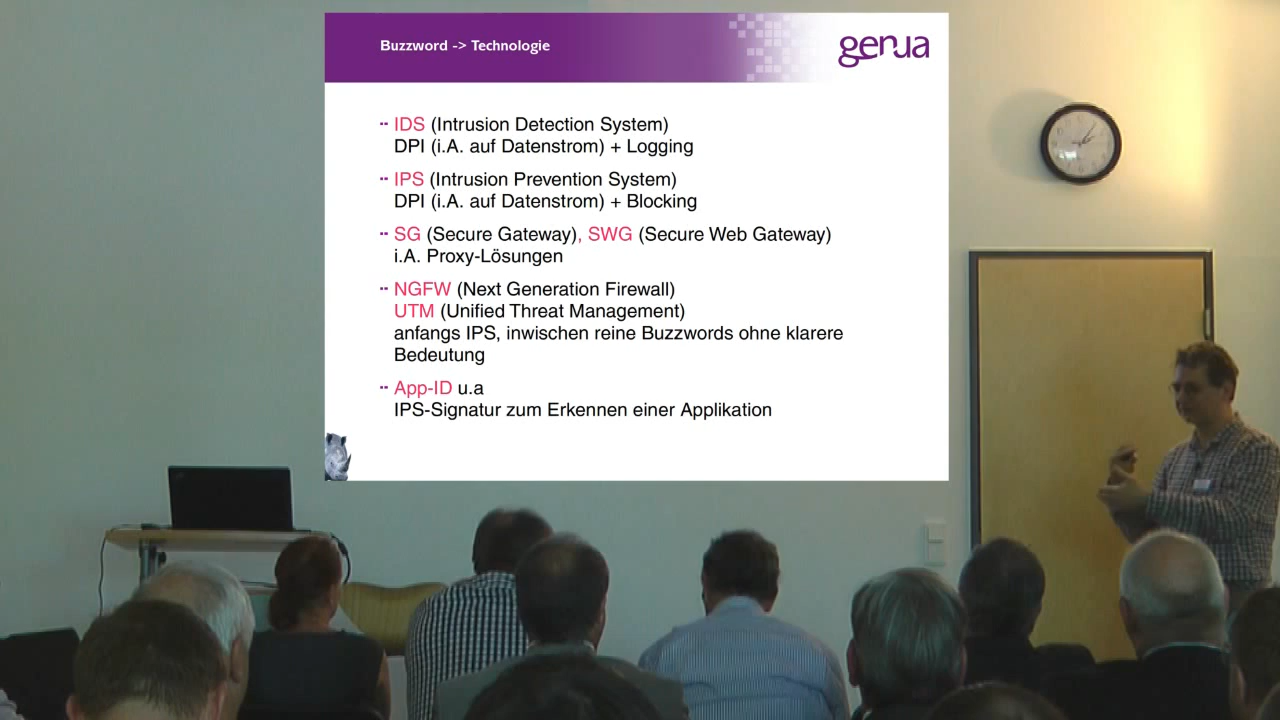 Buzzword -> Technologie
genua
IDS (Intrusion Detection System)
DPI (i.A. auf Datenstrom) + Logging
IPS (Intrusion Prevention System)
DPI (i.A. auf Datenstrom) + Blocking
SG (Secure Gateway), SWG (Secure Web Gateway)
i.A. Proxy-Lösungen
NGFW (Next Generation Firewall)
UTM (Unified Threat Management)
anfangs IPS, inwischen reine Buzzwords ohne klarere
Bedeutung
App-ID u.a
IPS-Signatur zum Erkennen einer Applikation